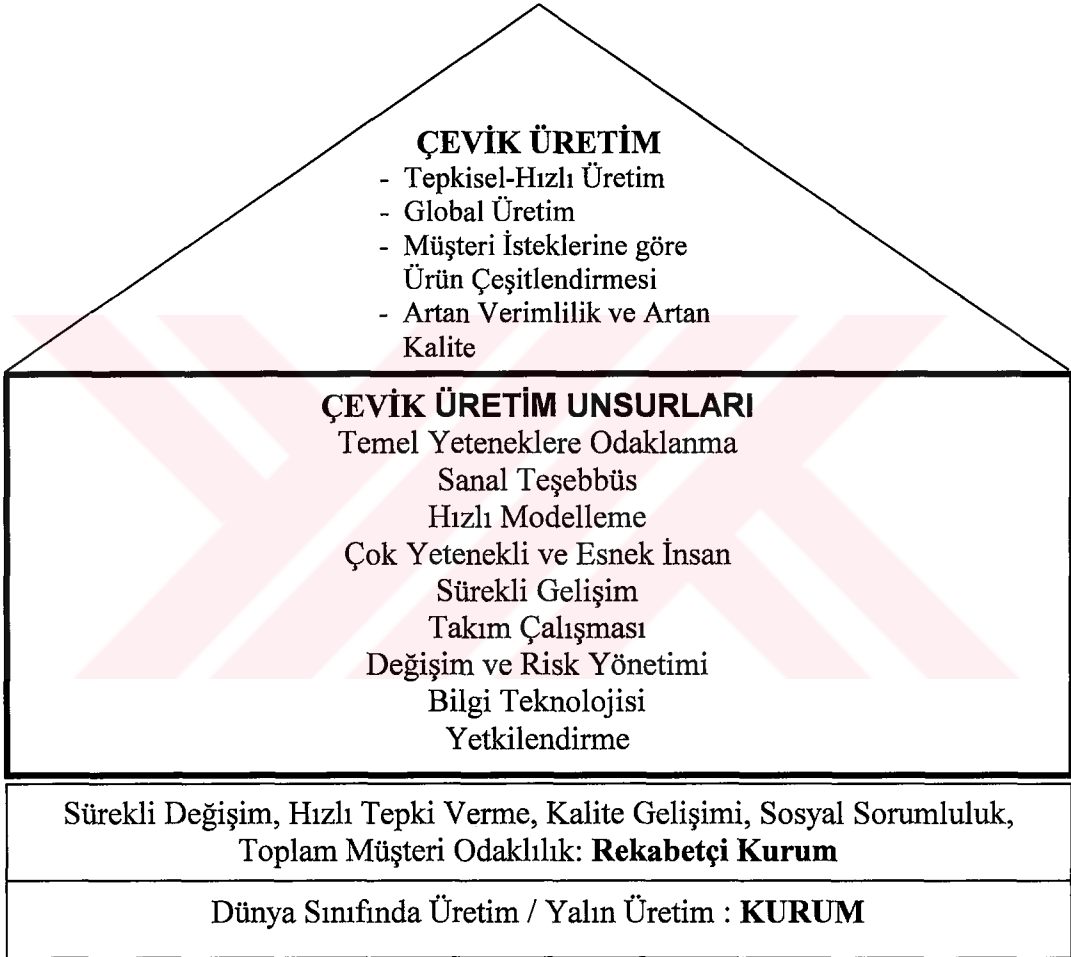 ÇEVİK ÜRETİM
- Tepkisel-Hızlı Üretim
- Global Üretim
- Müşteri İsteklerine göre
Ürün Çeşitlendirmesi
- Artan Verimlilik ve Artan
Kalite
ÇEVİK ÜRETİM UNSURLARI
Temel Yeteneklere Odaklanma
Sanal Teşebbüs
Hızlı Modelleme
Çok Yetenekli ve Esnek İnsan
Sürekli Gelişim
Takım Çalışması
Değişim ve Risk Yönetimi
Bilgi Teknolojisi
Yetkilendirme
Sürekli Değişim, Hızlı Tepki Verme, Kalite Gelişimi, Sosyal Sorumluluk,
Toplam Müşteri Odaklılık: Rekabetçi Kurum
Dünya Sınıfında Üretim / Yalın Üretim : KURUM